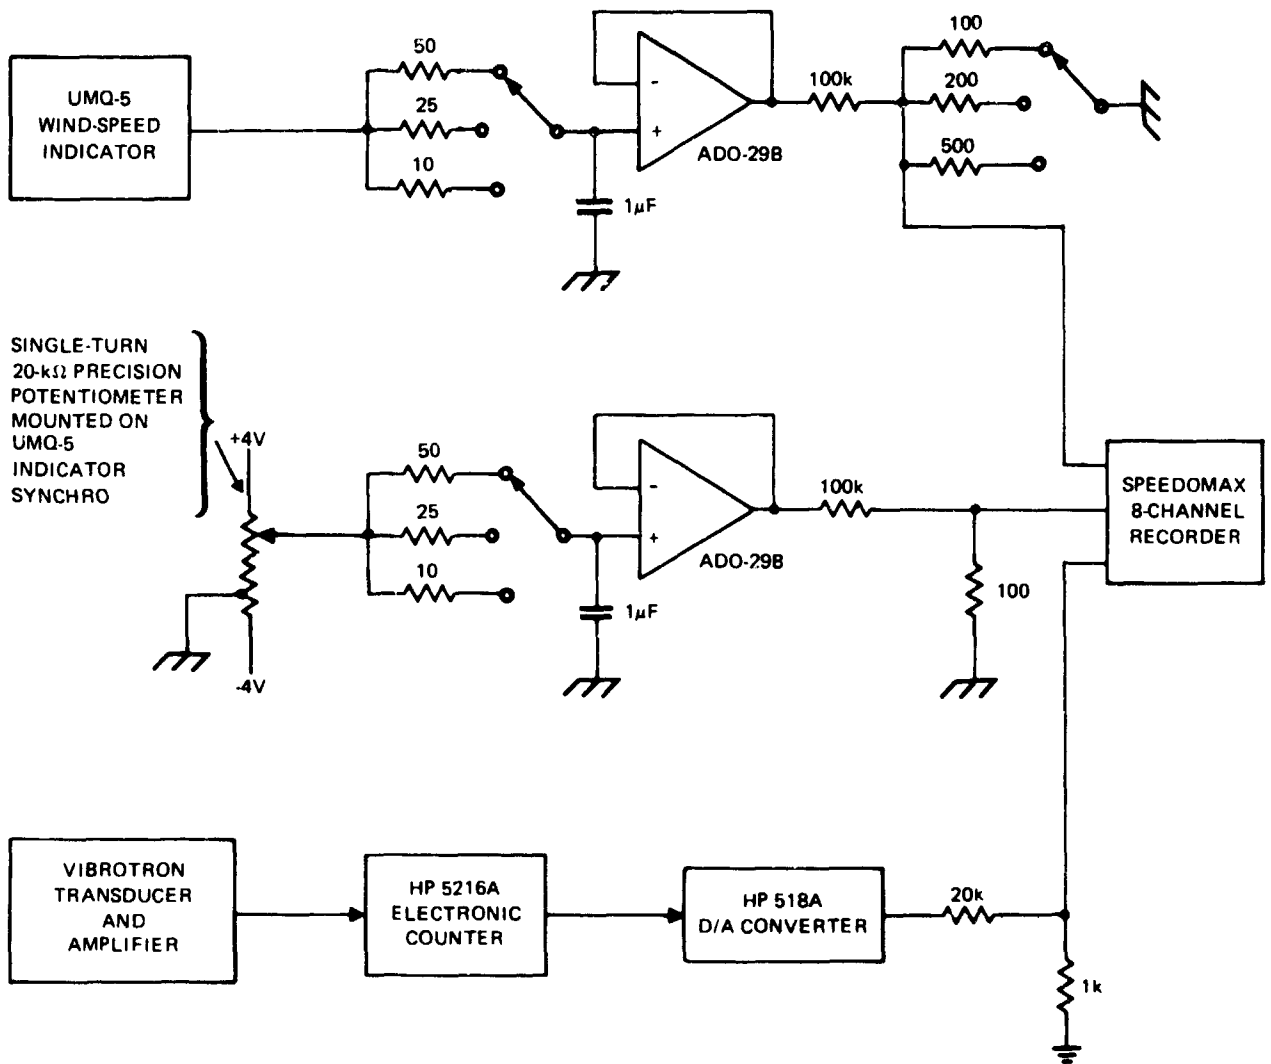 UMQ-5
WIND-SPEED
INDICATOR
50
25
10
1µF
-
+
ADO-29B
100k
100
200
500
SINGLE-TURN
20-kΩ PRECISION
POTENTIOMETER
MOUNTED ON
UMQ-5
INDICATOR
SYNCHRO
+4V
-4V
50
25
10
1µF
-
+
ADO-29B
100k
100
SPEEDOMAX
8-CHANNEL
RECORDER
VIBROTRON
TRANSDUCER
AND
AMPLIFIER
HP 5216A
ELECTRONIC
COUNTER
HP 518A
D/A CONVERTER
20k
1k